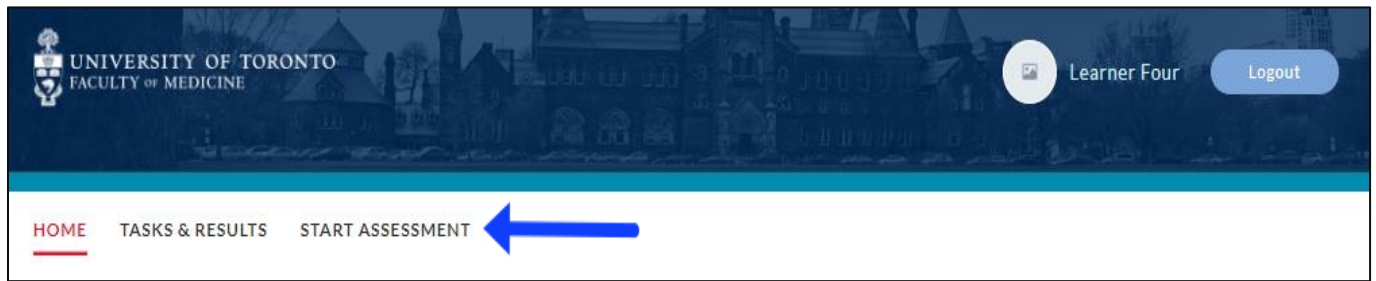 UNIVERSITY OF TORONTO
FACULTY OF MEDICINE
Learner Four
Logout
HOME TASKS & RESULTS START ASSESSMENT